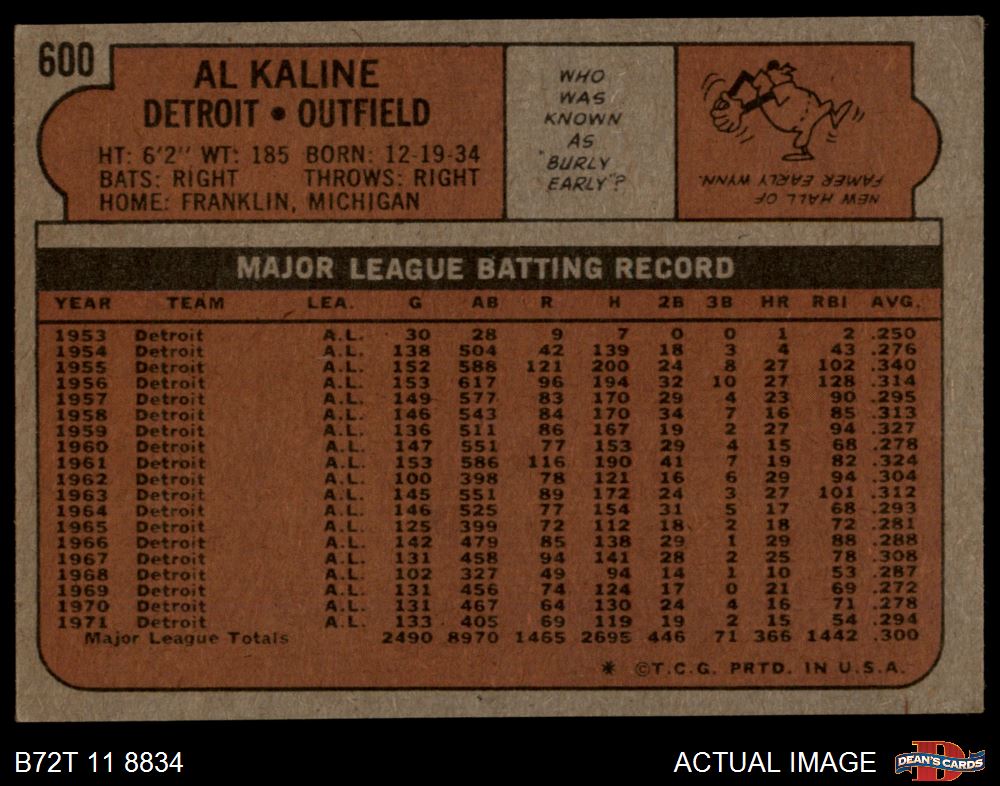 600
AL KALINE
DETROIT • OUTFIELD
HT: 6'2" WT: 185 BORN: 12-19-34
BATS: RIGHT THROWS: RIGHT
HOME: FRANKLIN, MICHIGAN
WHO
WAS
KNOWN
AS
"BURLY
EARLY"?
NEW HALL OF
FAMER EARLY WYNN.
MAJOR LEAGUE BATTING RECORD
YEAR TEAM LEA. G AB R H 2B 3B HR RBI AVG.
1953 Detroit A.L. 30 28 9 7 0 0 1 2 .250
1954 Detroit A.L. 138 504 42 139 18 3 4 43 .276
1955 Detroit A.L. 152 588 121 200 24 8 27 102 .340
1956 Detroit A.L. 153 617 96 194 32 10 27 128 .314
1957 Detroit A.L. 149 577 83 170 29 4 23 90 .295
1958 Detroit A.L. 146 543 84 170 34 7 16 85 .313
1959 Detroit A.L. 136 511 86 167 19 2 27 94 .327
1960 Detroit A.L. 147 551 77 153 29 4 15 68 .278
1961 Detroit A.L. 153 586 116 190 41 7 19 82 .324
1962 Detroit A.L. 100 398 78 121 16 6 29 94 .304
1963 Detroit A.L. 145 551 89 172 24 3 27 101 .312
1964 Detroit A.L. 146 525 77 154 31 5 17 68 .293
1965 Detroit A.L. 125 399 72 112 18 2 18 72 .281
1966 Detroit A.L. 142 479 85 138 29 1 29 88 .288
1967 Detroit A.L. 131 458 94 141 28 2 25 78 .308
1968 Detroit A.L. 102 327 49 94 14 1 10 53 .287
1969 Detroit A.L. 131 456 74 124 17 0 21 69 .272
1970 Detroit A.L. 131 467 64 130 24 4 16 71 .278
1971 Detroit A.L. 133 405 69 119 19 2 15 54 .294
Major League Totals 2490 8970 1465 2695 446 71 366 1442 .300
* ©T.C.G. PRTD. IN U.S.A.
B72T 11 8834
ACTUAL IMAGE
D
DEAN'S CARDS